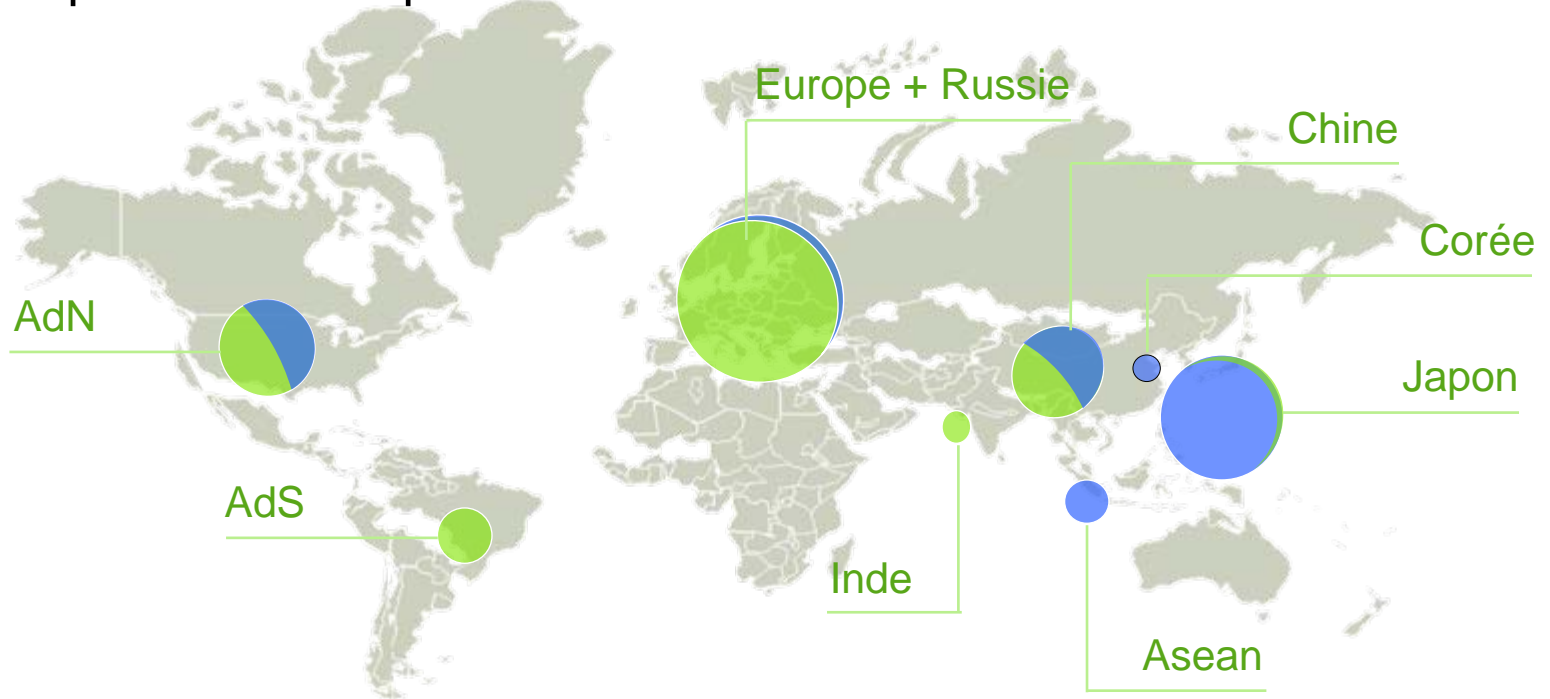 Europe + Russie
Chine
Corée
AdN
Japon
AdS
Inde
Asean